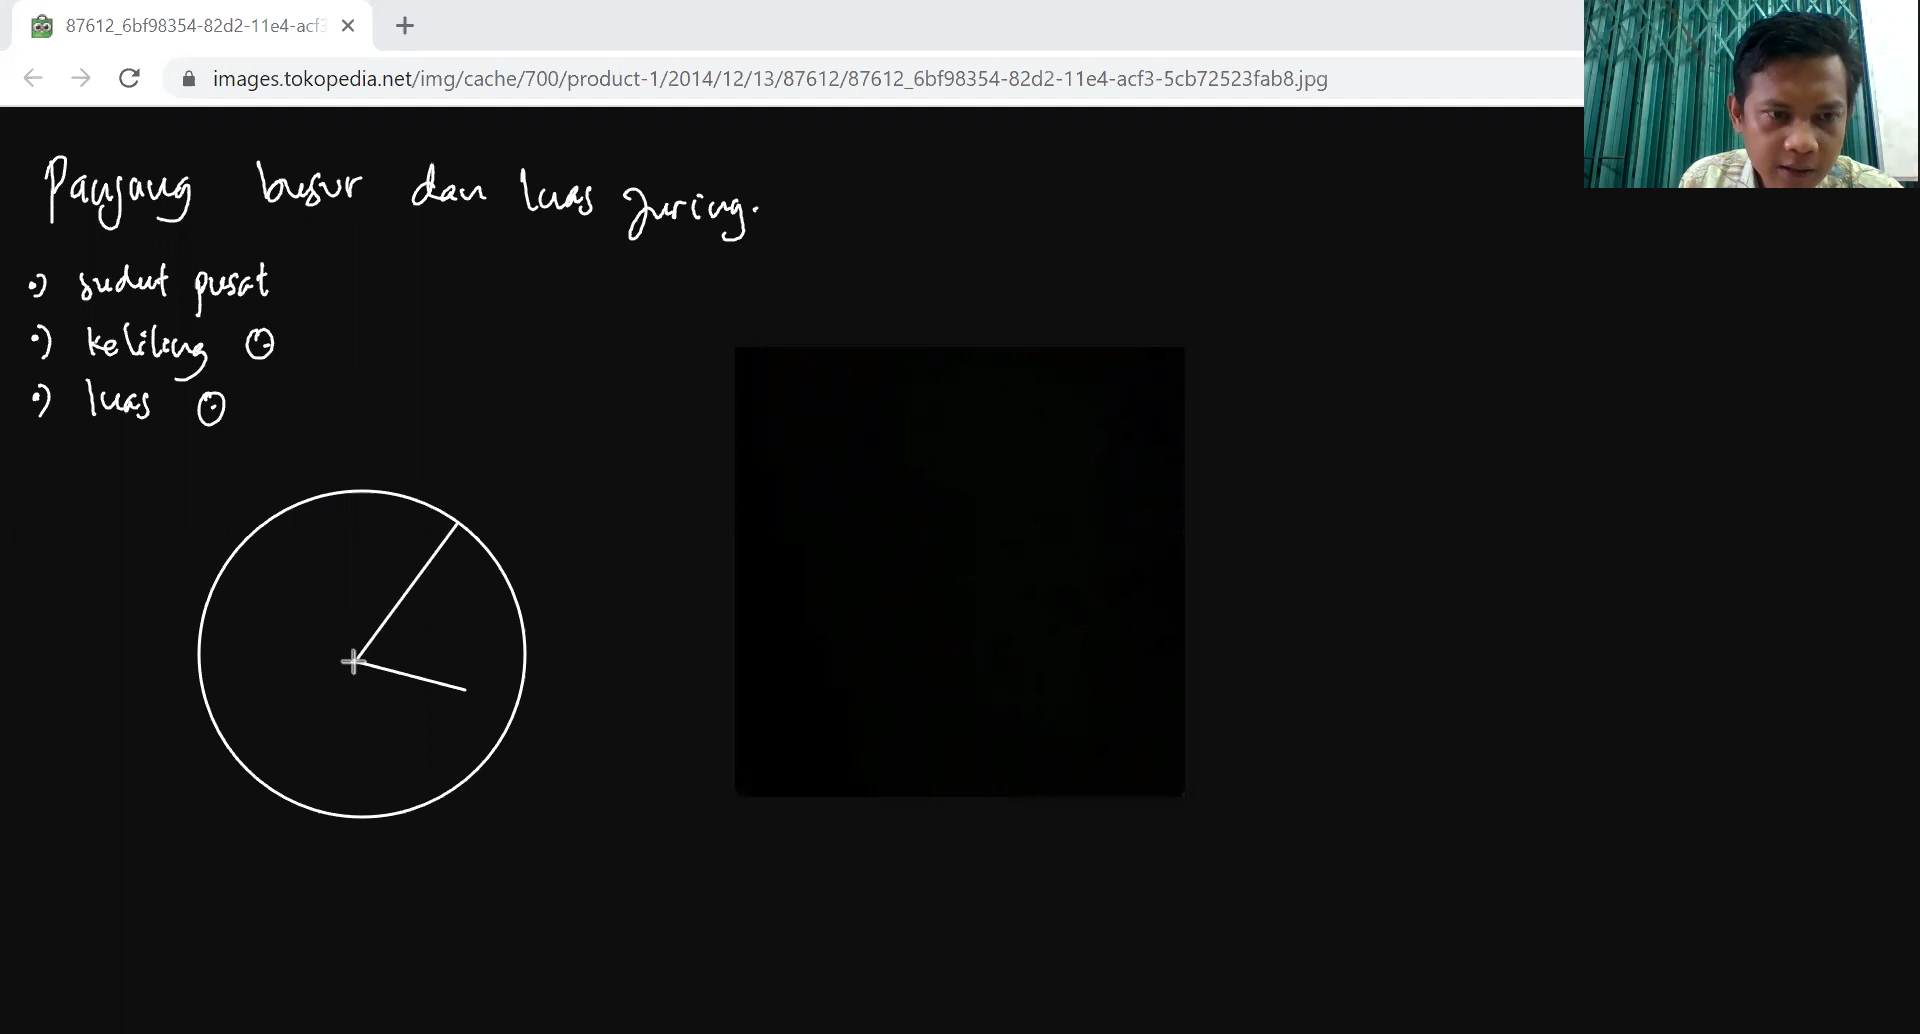 87612_6bf98354-82d2-11e4-acf3
images.tokopedia.net/img/cache/700/product-1/2014/12/13/87612/87612_6bf98354-82d2-11e4-acf3-5cb72523fab8.jpg
Panjang busur dan luas juring.
•) sudut pusat
•) keliling ⊙
•) luas ⊙